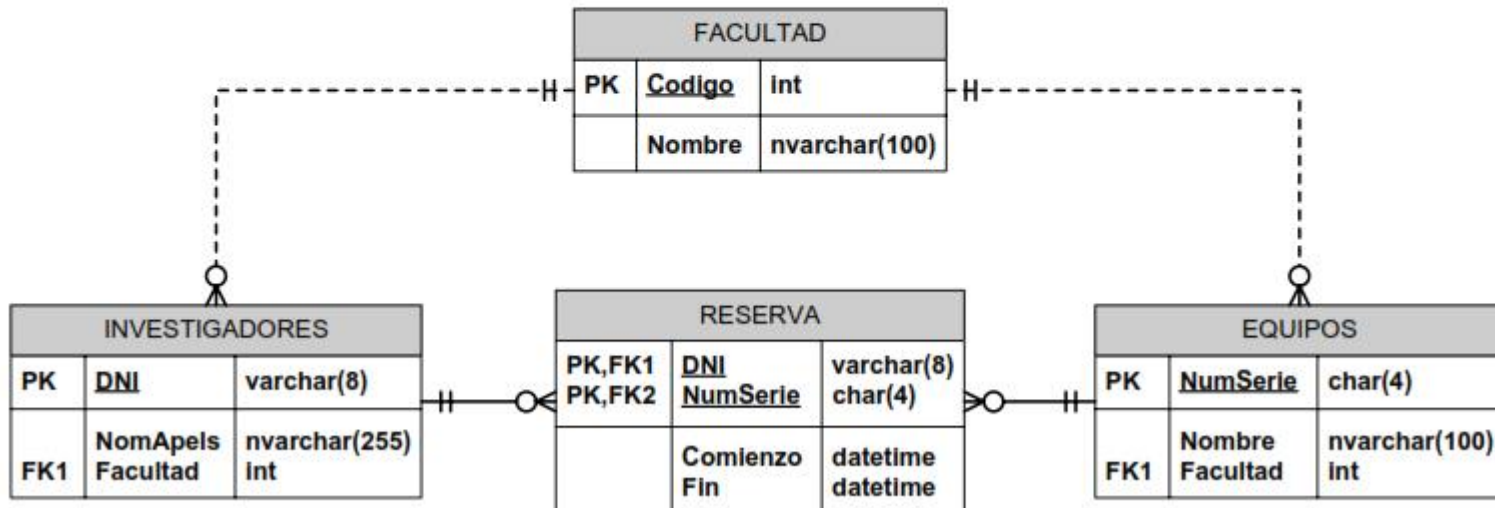 FACULTAD
PK Codigo int
Nombre nvarchar(100)
INVESTIGADORES
PK DNI varchar(8)
NomApels nvarchar(255)
FK1 Facultad int
RESERVA
PK,FK1 DNI varchar(8)
PK,FK2 NumSerie char(4)
Comienzo datetime
Fin datetime
EQUIPOS
PK NumSerie char(4)
Nombre nvarchar(100)
FK1 Facultad int